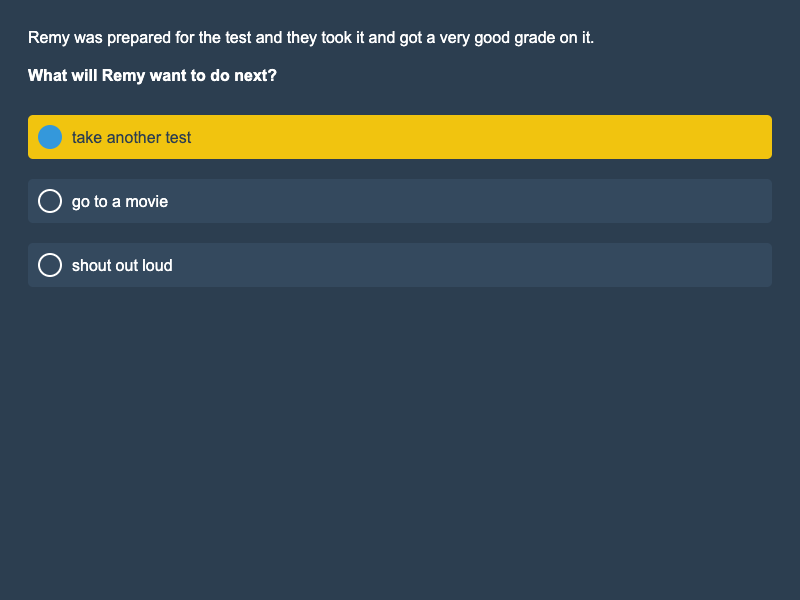 Remy was prepared for the test and they took it and got a very good grade on it.
What will Remy want to do next?
take another test
go to a movie
shout out loud